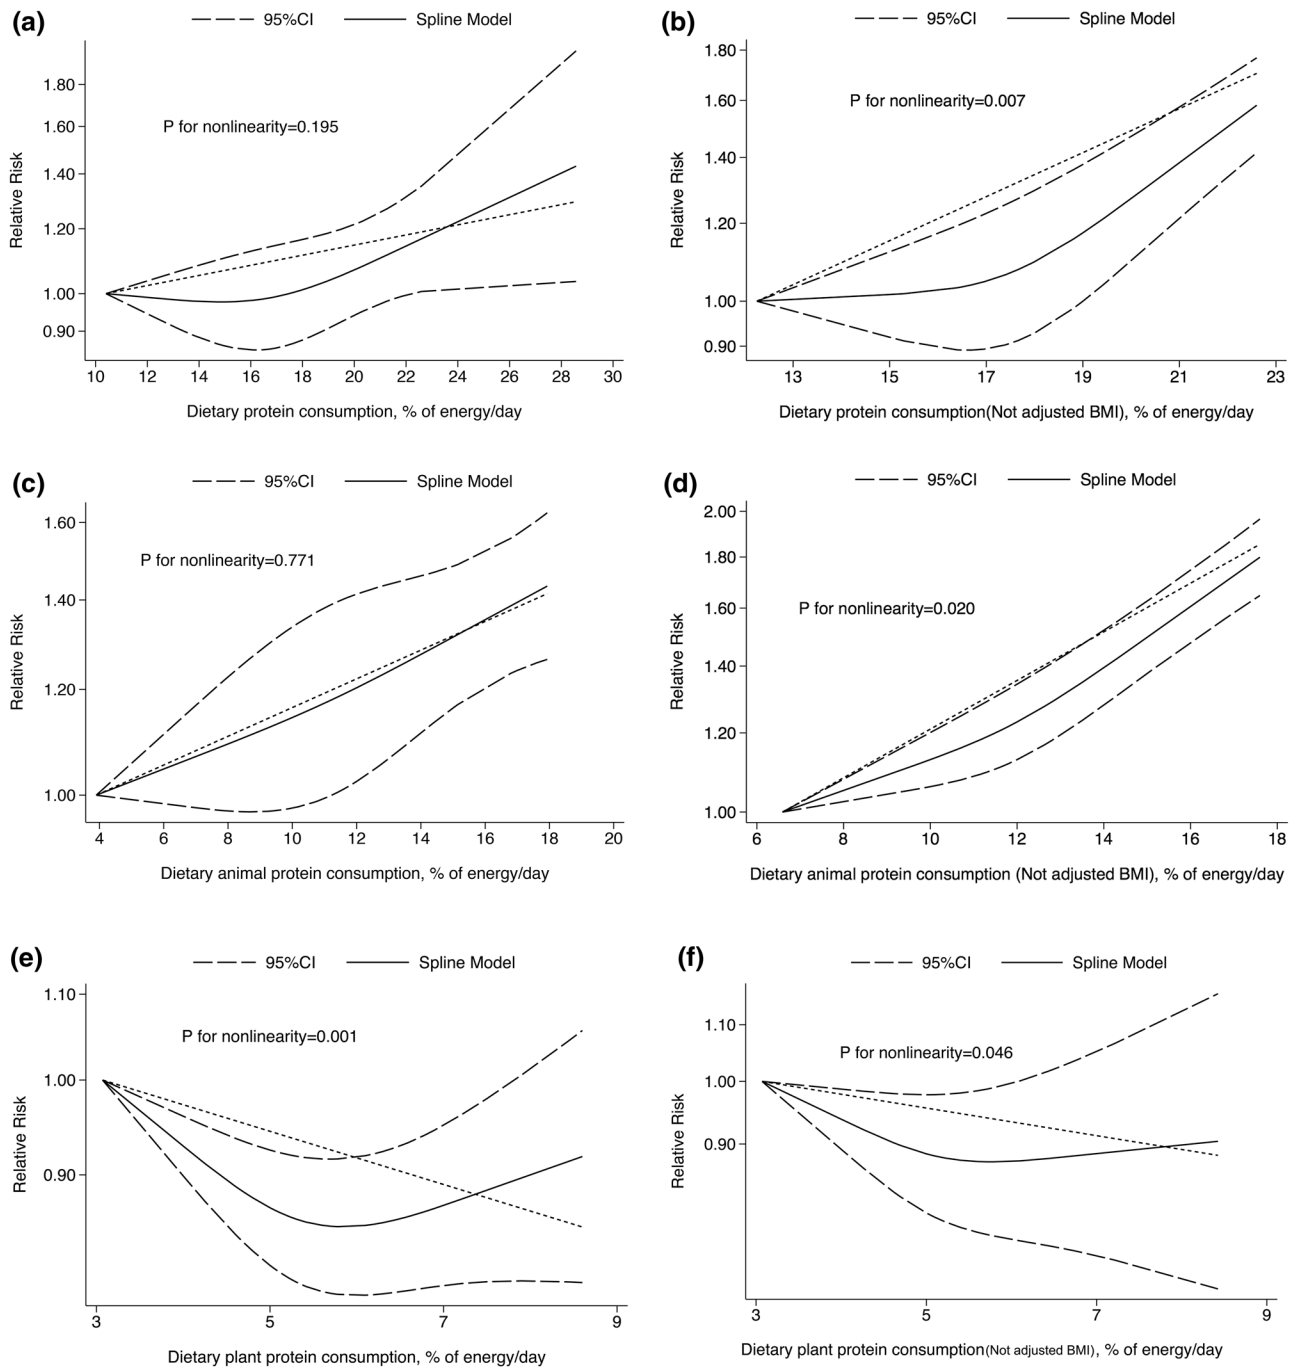 (a)
95%CI
Spline Model
1.80
1.60
1.40
1.20
1.00
0.90
Relative Risk
P for nonlinearity=0.195
10 12 14 16 18 20 22 24 26 28 30
Dietary protein consumption, % of energy/day
(b)
95%CI
Spline Model
1.80
1.60
1.40
1.20
1.00
0.90
Relative Risk
P for nonlinearity=0.007
13 15 17 19 21 23
Dietary protein consumption(Not adjusted BMI), % of energy/day
(c)
95%CI
Spline Model
1.60
1.40
1.20
1.00
Relative Risk
P for nonlinearity=0.771
4 6 8 10 12 14 16 18 20
Dietary animal protein consumption, % of energy/day
(d)
95%CI
Spline Model
2.00
1.80
1.60
1.40
1.20
1.00
Relative Risk
P for nonlinearity=0.020
6 8 10 12 14 16 18
Dietary animal protein consumption (Not adjusted BMI), % of energy/day
(e)
95%CI
Spline Model
1.10
1.00
0.90
Relative Risk
P for nonlinearity=0.001
3 5 7 9
Dietary plant protein consumption, % of energy/day
(f)
95%CI
Spline Model
1.10
1.00
0.90
Relative Risk
P for nonlinearity=0.046
3 5 7 9
Dietary plant protein consumption(Not adjusted BMI), % of energy/day